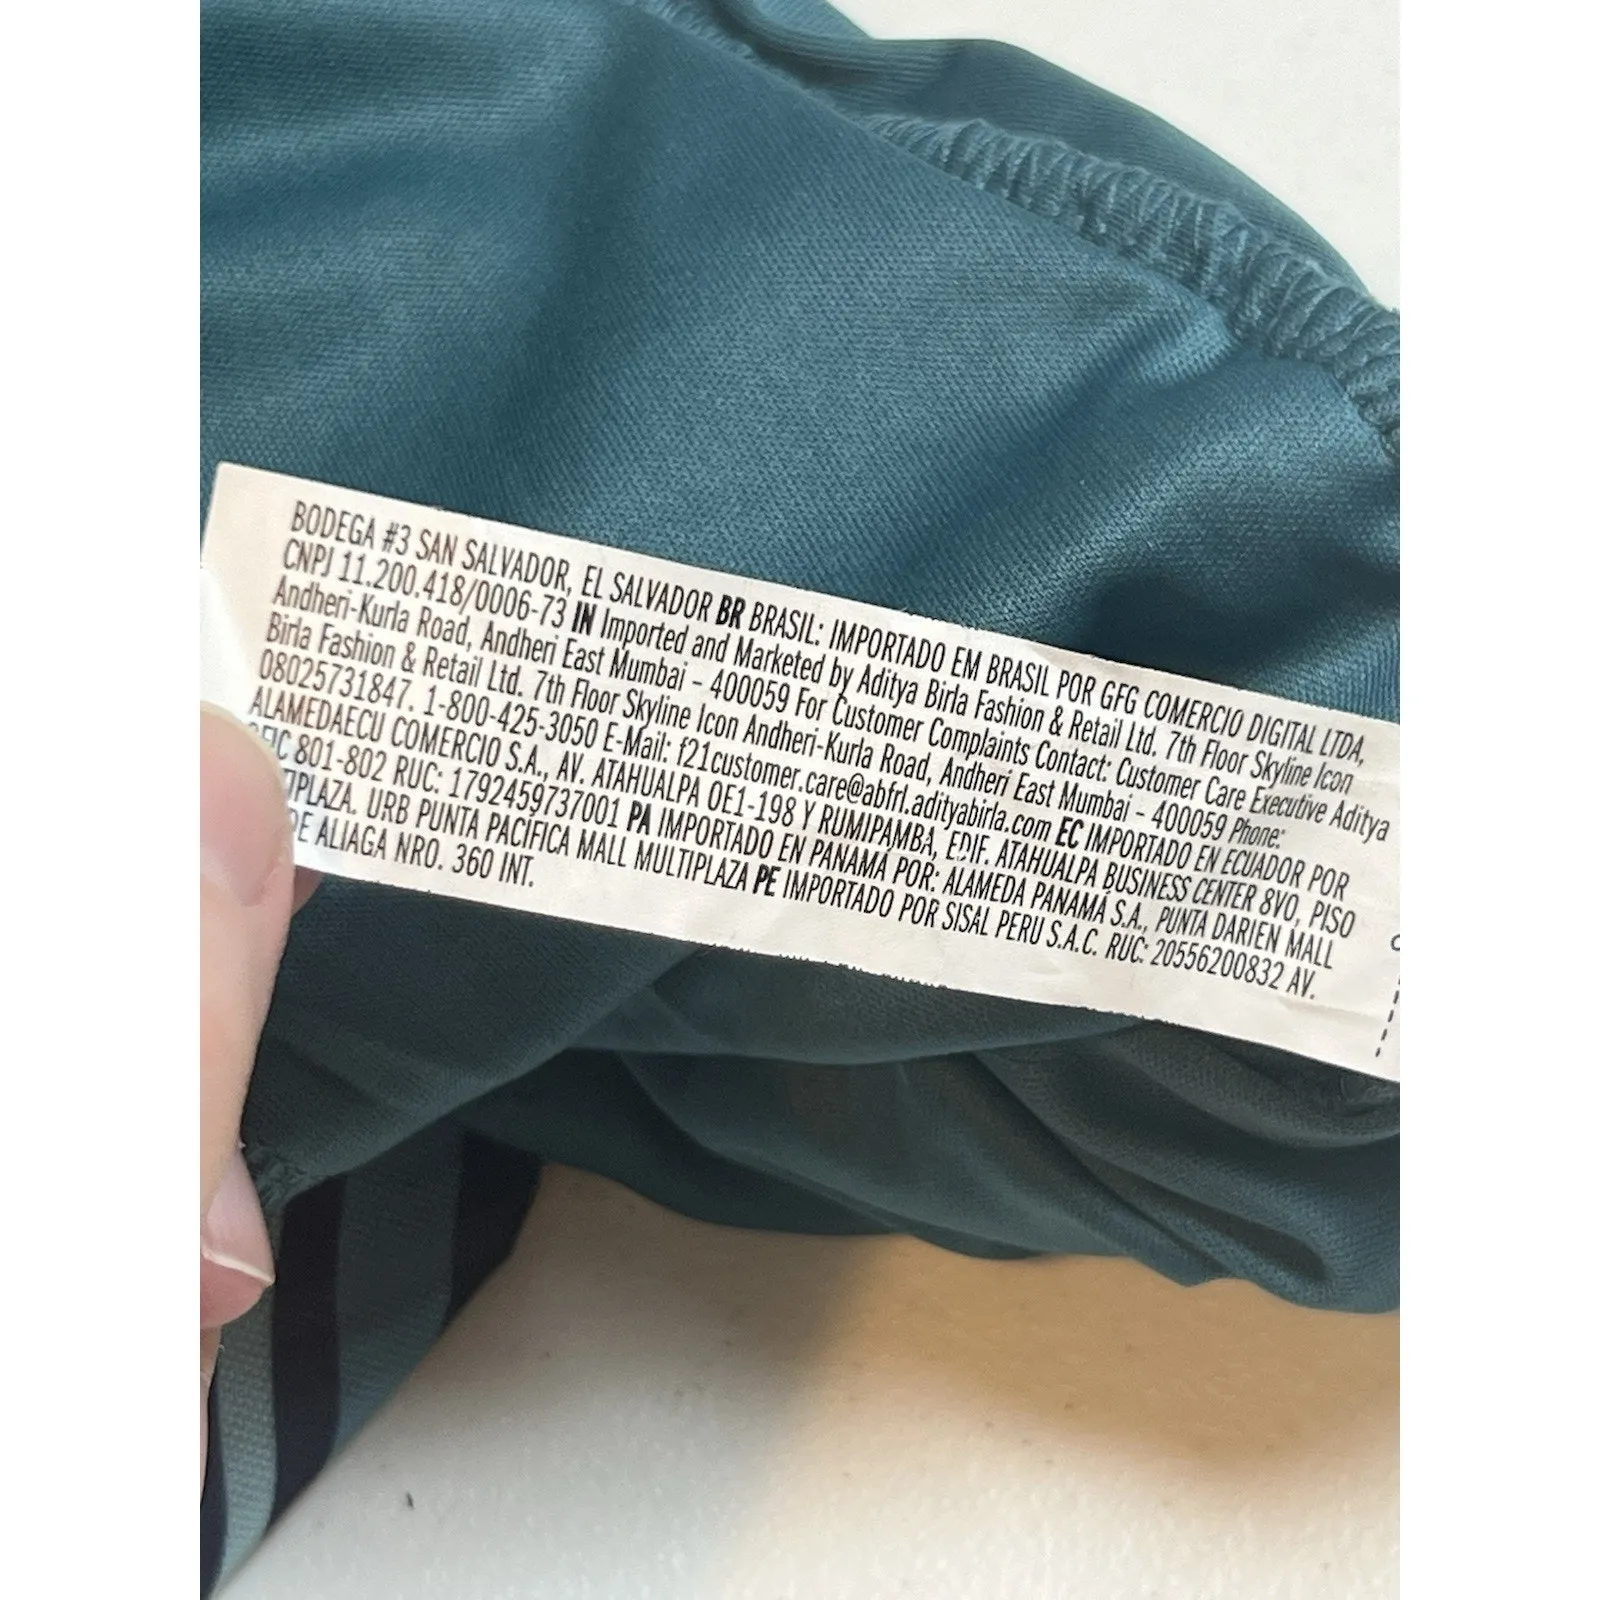 BODEGA #3 SAN SALVADOR, EL SALVADOR BR BRASIL: IMPORTADO EM BRASIL POR GFG COMERCIO DIGITAL LTDA,
CNPJ 11.200.418/0006-73 IN Imported and Marketed by Aditya Birla Fashion & Retail Ltd. 7th Floor Skyline Icon
Andheri-Kurla Road, Andheri East Mumbai - 400059 For Customer Complaints Contact: Customer Care Executive Aditya
Birla Fashion & Retail Ltd. 7th Floor Skyline Icon Andheri-Kurla Road, Andheri East Mumbai - 400059 Phone:
08025731847. 1-800-425-3050 E-Mail: f21customer.care@abfrl.adityabirla.com EC IMPORTADO EN ECUADOR POR
ALAMEDAECU COMERCIO S.A., AV. ATAHUALPA OE1-198 Y RUMIPAMBA, EDIF. ATAHUALPA BUSINESS CENTER 8VO, PISO
801-802 RUC: 1792459737001 PA IMPORTADO EN PANAMÁ POR: ALAMEDA PANAMÁ S.A., PUNTA DARIEN MALL
URB PUNTA PACÍFICA MALL MULTIPLAZA PE IMPORTADO POR SISAL PERU S.A.C. RUC: 20556200832 AV.
DE ALIAGA NRO. 360 INT.